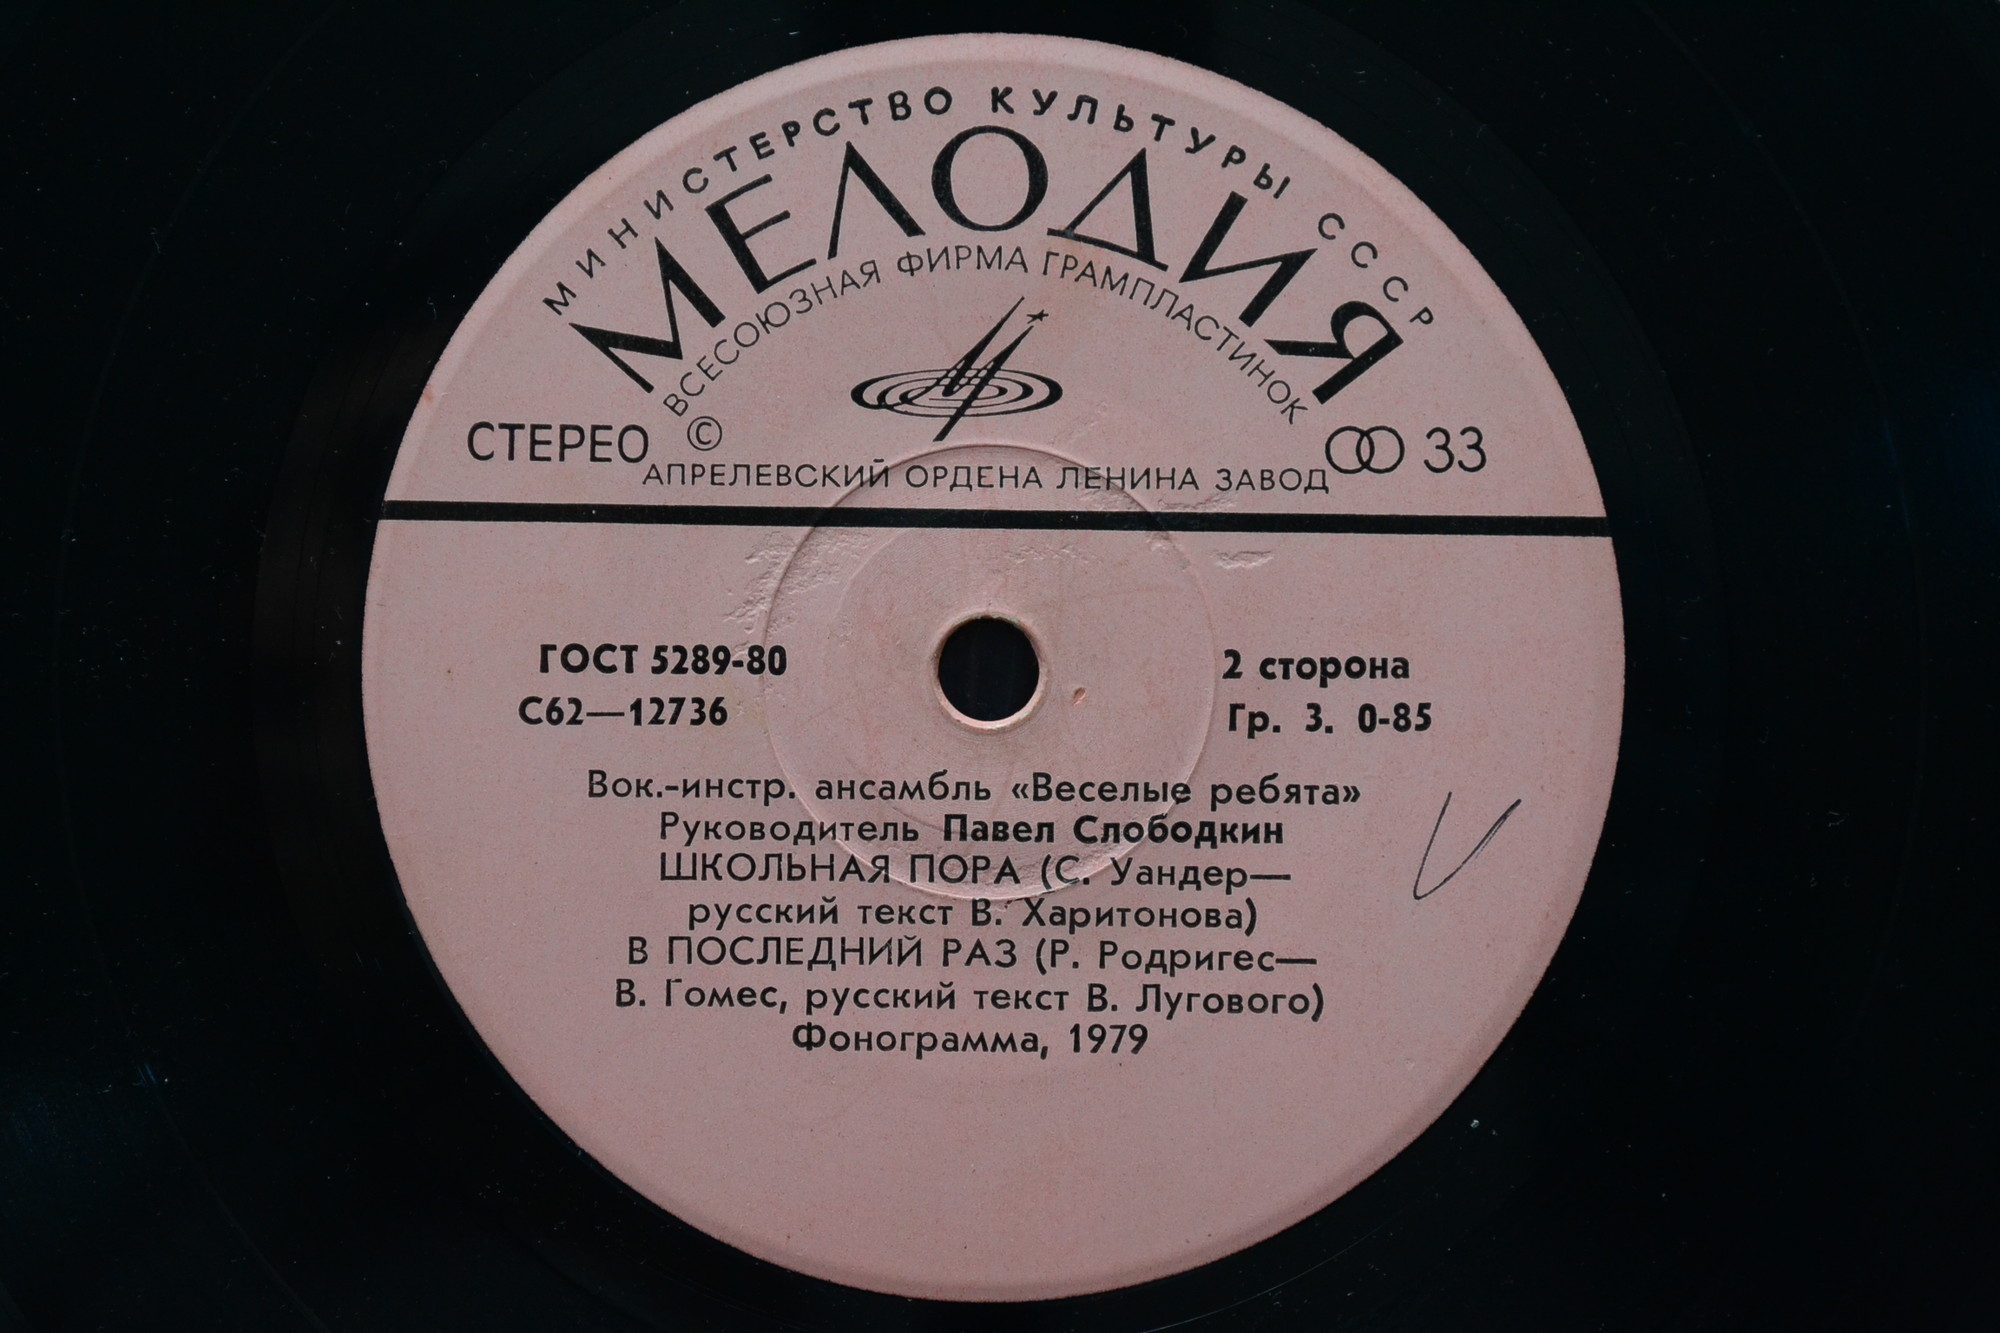 МИНИСТЕРСТВО КУЛЬТУРЫ СССР
МЕЛОДИЯ
ВСЕСОЮЗНАЯ ФИРМА ГРАМПЛАСТИНОК
СТЕРЕО © 33
АПРЕЛЕВСКИЙ ОРДЕНА ЛЕНИНА ЗАВОД
ГОСТ 5289-80 2 сторона
С62—12736 Гр. 3. 0-85
Вок.-инстр. ансамбль «Веселые ребята»
Руководитель Павел Слободкин
ШКОЛЬНАЯ ПОРА (С. Уандер—
русский текст В. Харитонова)
В ПОСЛЕДНИЙ РАЗ (Р. Родригес—
В. Гомес, русский текст В. Лугового)
Фонограмма, 1979